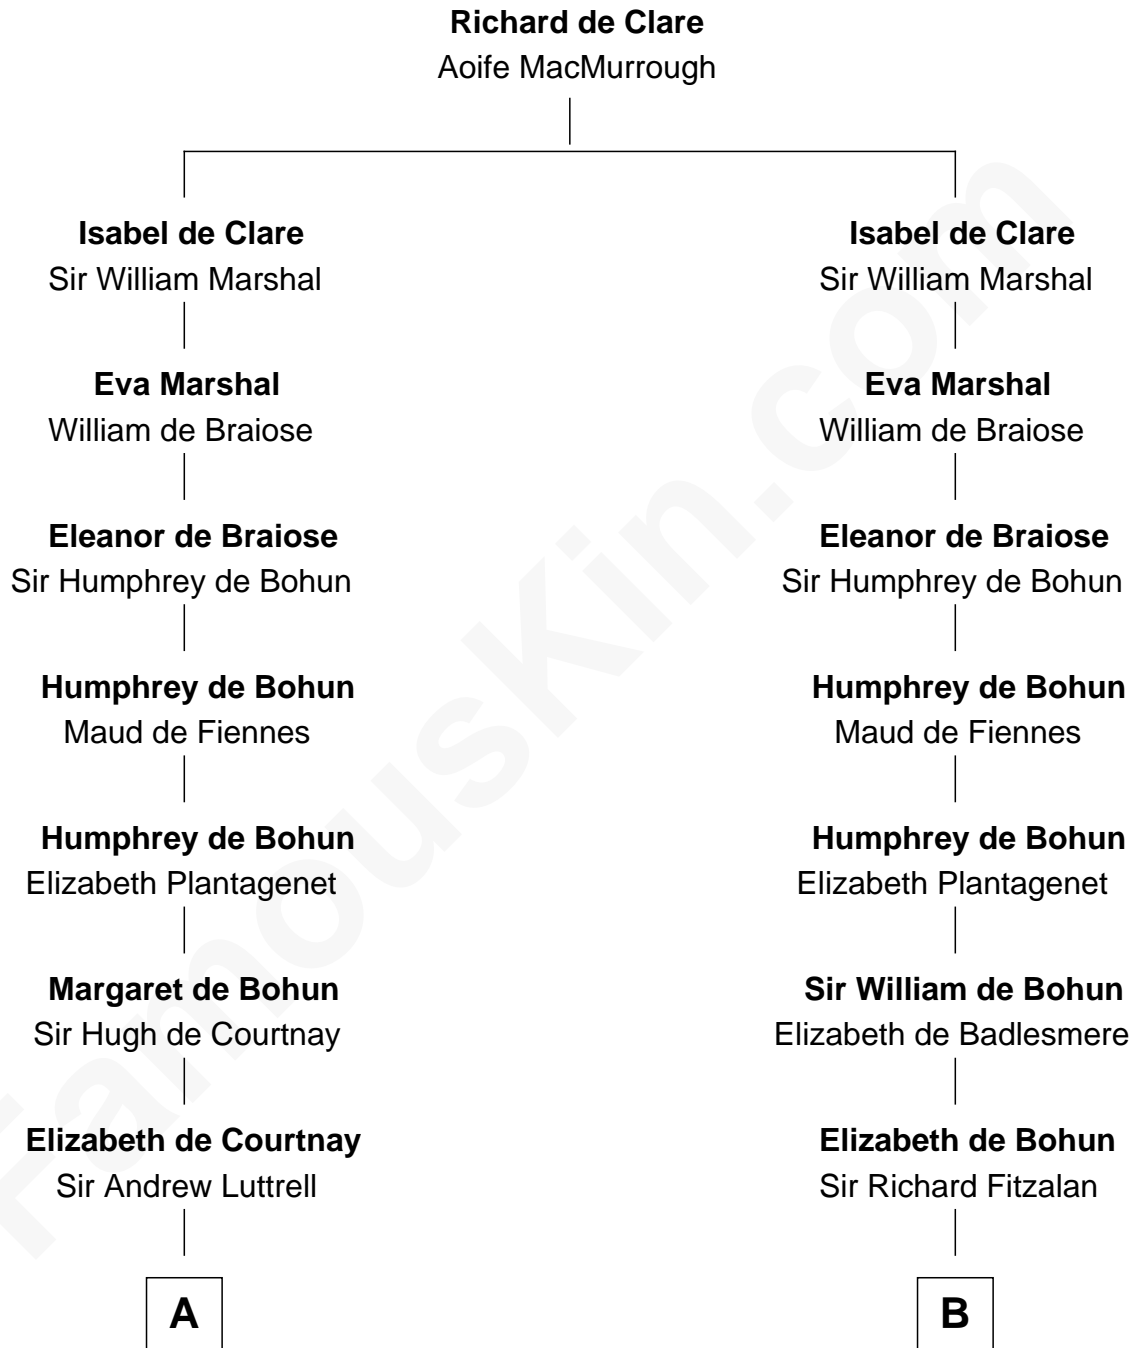 Richard de Clare
Aoife MacMurrough
Isabel de Clare
Sir William Marshal
Isabel de Clare
Sir William Marshal
Eva Marshal
William de Braiose
Eva Marshal
William de Braiose
Eleanor de Braiose
Sir Humphrey de Bohun
Eleanor de Braiose
Sir Humphrey de Bohun
Humphrey de Bohun
Maud de Fiennes
Humphrey de Bohun
Maud de Fiennes
Humphrey de Bohun
Elizabeth Plantagenet
Humphrey de Bohun
Elizabeth Plantagenet
Margaret de Bohun
Sir Hugh de Courtnay
Sir William de Bohun
Elizabeth de Badlesmere
Elizabeth de Courtnay
Sir Andrew Luttrell
Elizabeth de Bohun
Sir Richard Fitzalan
A
B
FamousKin.com